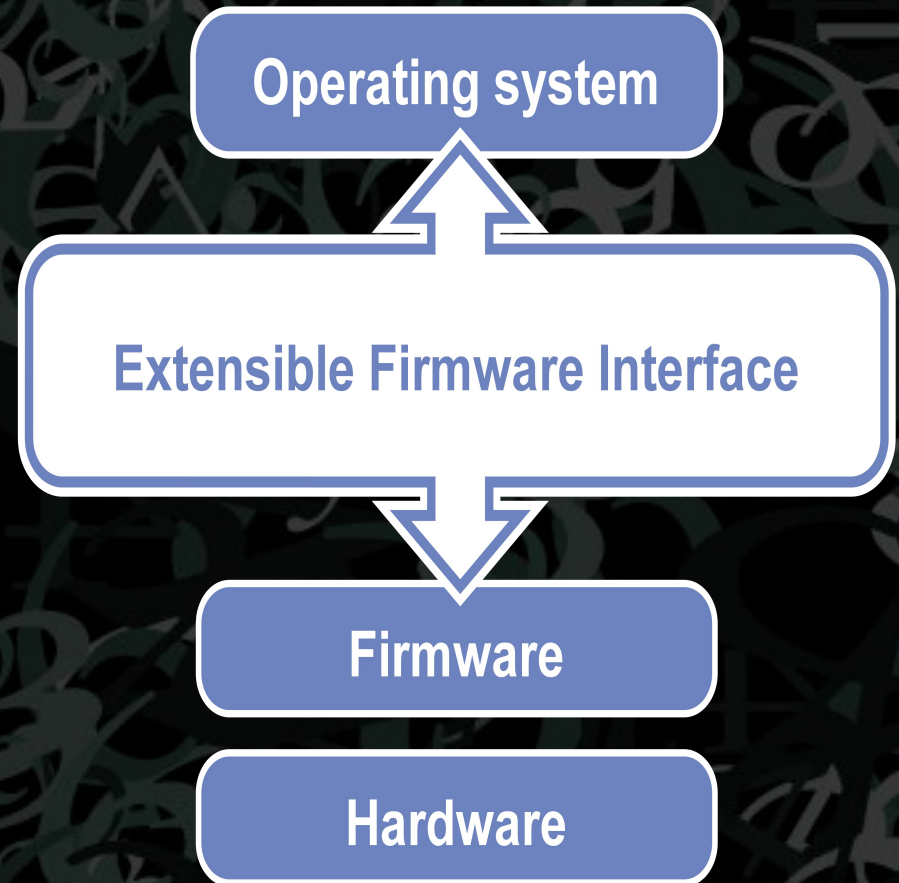 Operating system
Extensible Firmware Interface
Firmware
Hardware